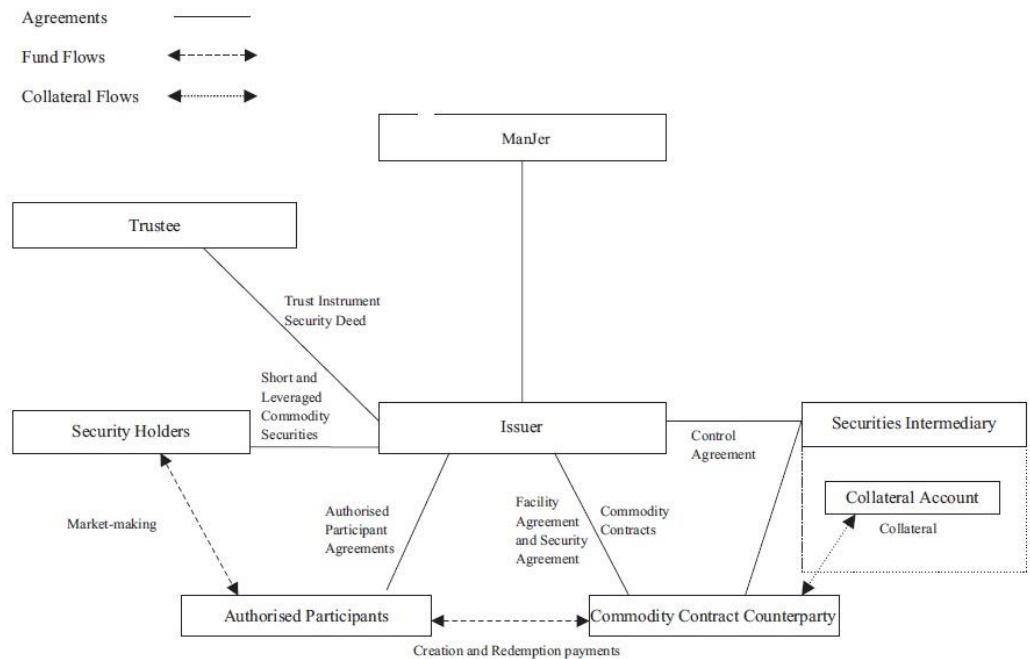 Agreements
Fund Flows
Collateral Flows
ManJer
Trustee
Trust Instrument
Security Deed
Short and
Leveraged
Commodity
Securities
Security Holders
Issuer
Securities Intermediary
Control
Agreement
Collateral Account
Collateral
Market-making
Authorised
Participant
Agreements
Facility
Agreement
and Security
Agreement
Commodity
Contracts
Authorised Participants
Commodity Contract Counterparty
Creation and Redemption payments